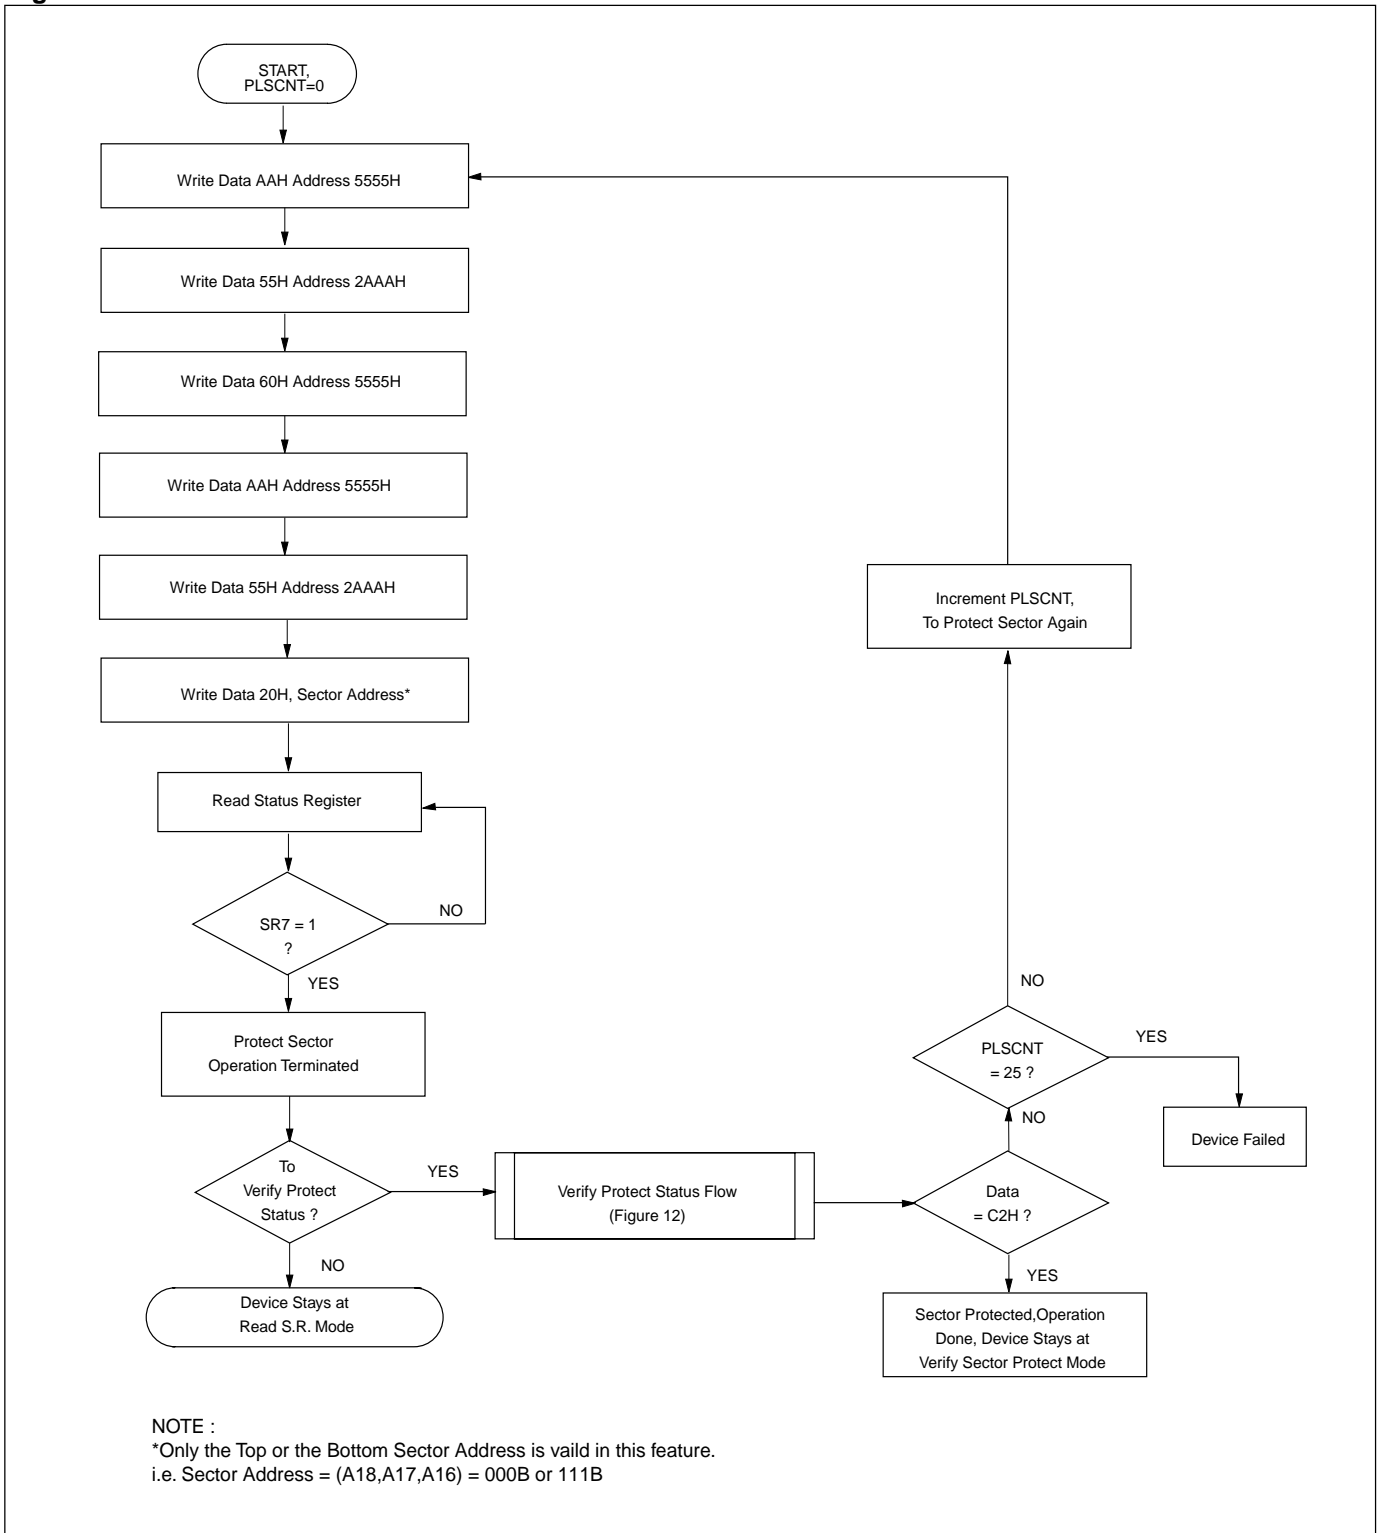 START,
PLSCNT=0
Write Data AAH Address 5555H
Write Data 55H Address 2AAAH
Write Data 60H Address 5555H
Write Data AAH Address 5555H
Write Data 55H Address 2AAAH
Write Data 20H, Sector Address*
Read Status Register
SR7 = 1
?
NO
YES
Protect Sector
Operation Terminated
To
Verify Protect
Status ?
YES
NO
Device Stays at
Read S.R. Mode
Verify Protect Status Flow
(Figure 12)
Data
= C2H ?
YES
NO
Sector Protected,Operation
Done, Device Stays at
Verify Sector Protect Mode
PLSCNT
= 25 ?
YES
NO
Device Failed
Increment PLSCNT,
To Protect Sector Again
NOTE :
*Only the Top or the Bottom Sector Address is vaild in this feature.
i.e. Sector Address = (A18,A17,A16) = 000B or 111B